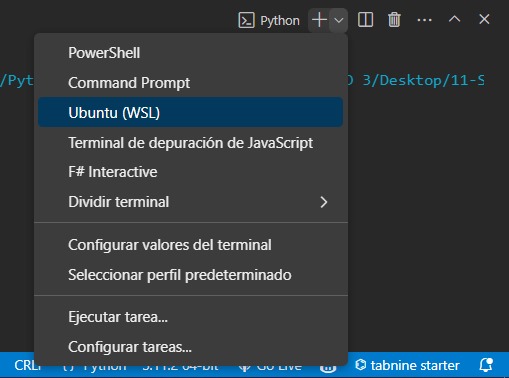 Python
PowerShell
/Pyt
Command Prompt
3/Desktop/11-S
Ubuntu (WSL)
Terminal de depuración de JavaScript
F# Interactive
Dividir terminal
Configurar valores del terminal
Seleccionar perfil predeterminado
Ejecutar tarea...
Configurar tareas...
CRLF {} Python 3.11.2 64-bit Go Live tabnine starter